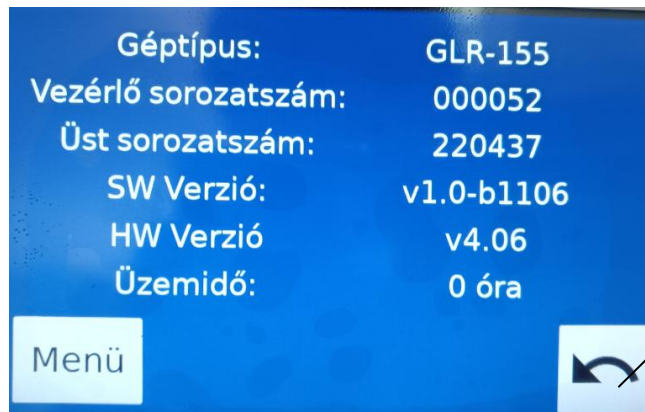 Géptípus: GLR-155
Vezérlő sorozatszám: 000052
Üst sorozatszám: 220437
SW Verzió: v1.0-b1106
HW Verzió v4.06
Üzemidő: 0 óra
Menü